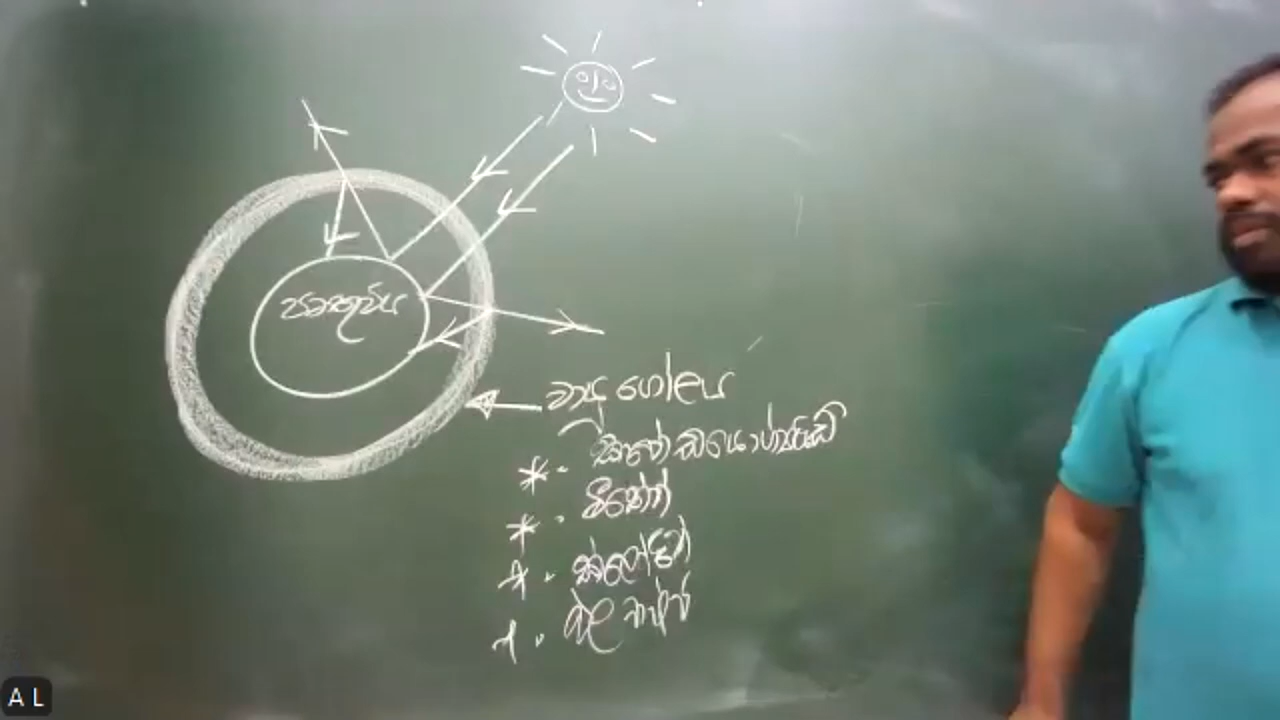 පෘතුවිය
වායු ගෝලය
* - කාබන් ඩයොක්සයිඩ්
* - මීතේන්
* - ක්ලෝරීන්
* - ජල වාෂ්ප
A L